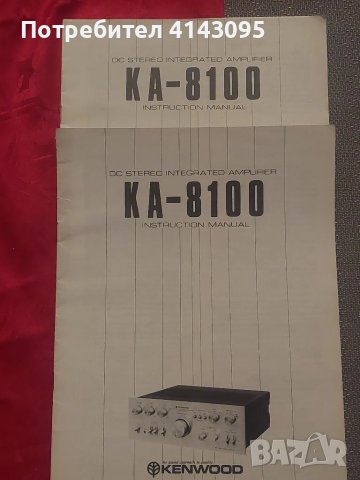 Потребител 4143095
DC STEREO INTEGRATED AMPLIFIER
KA-8100
INSTRUCTION MANUAL
DC STEREO INTEGRATED AMPLIFIER
KA-8100
INSTRUCTION MANUAL
KENWOOD
BAZAR